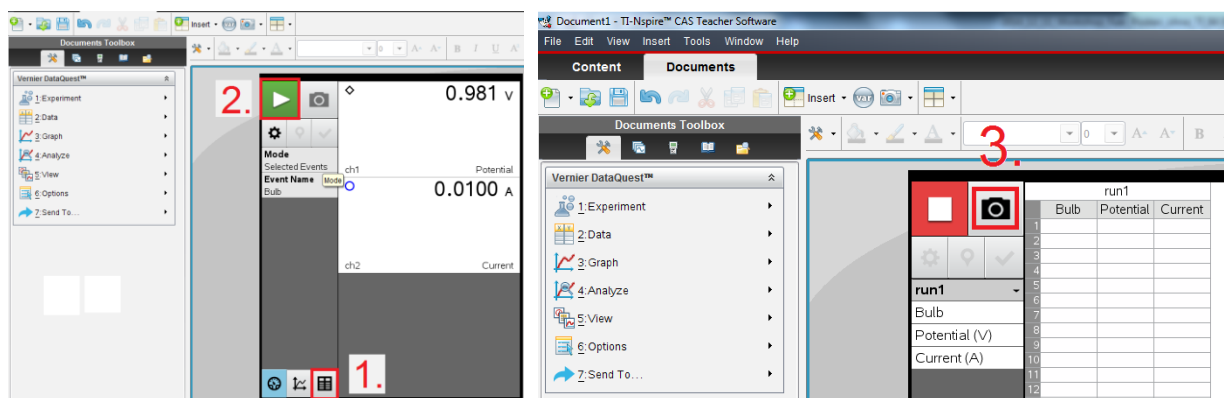 Insert
Documents Toolbox
0
A
A
B
I
U
Vernier DataQuest™
1:Experiment
2:Data
3:Graph
4:Analyze
5:View
6:Options
7:Send To...
2.
Mode
Selected Events
Event Name
Bulb
Mode
0.981 V
ch1
Potential
0.0100 A
ch2
Current
1.
Document1 - TI-Nspire™ CAS Teacher Software
File Edit View Insert Tools Window Help
Content Documents
Insert
var
Documents Toolbox
0
A
A
B
3.
Vernier DataQuest™
1:Experiment
2:Data
3:Graph
4:Analyze
5:View
6:Options
7:Send To...
run1
Bulb
Potential (V)
Current (A)
run1
Bulb Potential Current
1
2
3
4
5
6
7
8
9
10
11
12